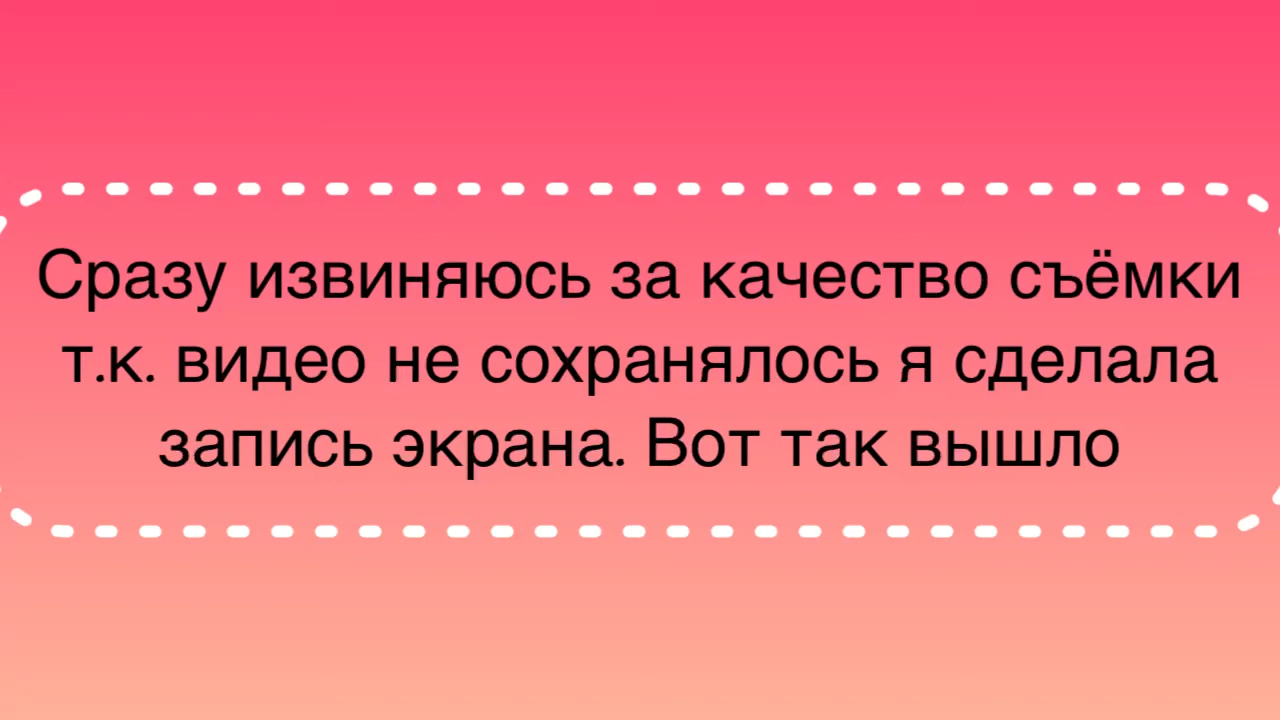 Сразу извиняюсь за качество съёмки
т.к. видео не сохранялось я сделала
запись экрана. Вот так вышло